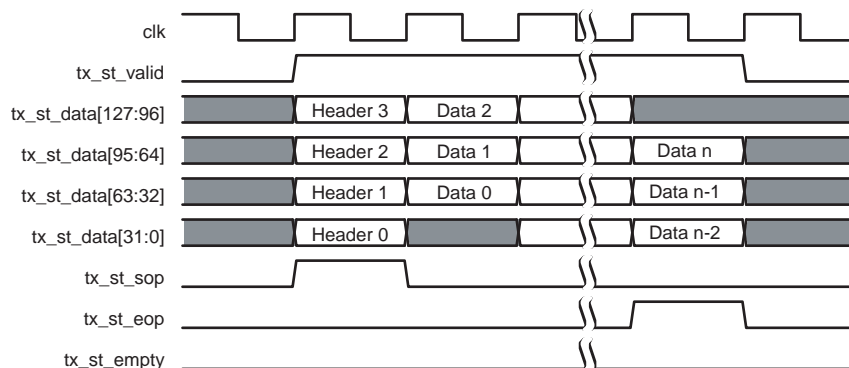 clk
tx_st_valid
tx_st_data[127:96] Header 3 Data 2
tx_st_data[95:64] Header 2 Data 1 Data n
tx_st_data[63:32] Header 1 Data 0 Data n-1
tx_st_data[31:0] Header 0 Data n-2
tx_st_sop
tx_st_eop
tx_st_empty